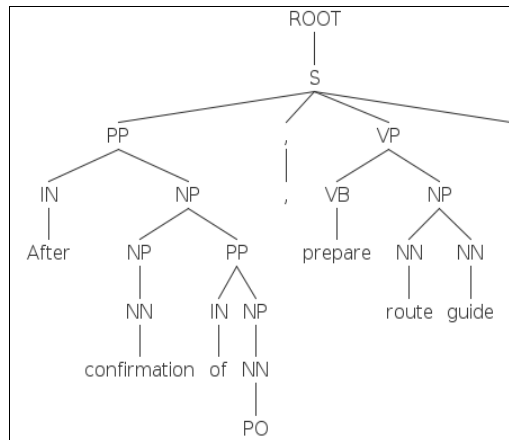 ROOT
S
PP , VP
IN NP , VB NP
After NP PP prepare NN NN
NN IN NP route guide
confirmation of NN
PO